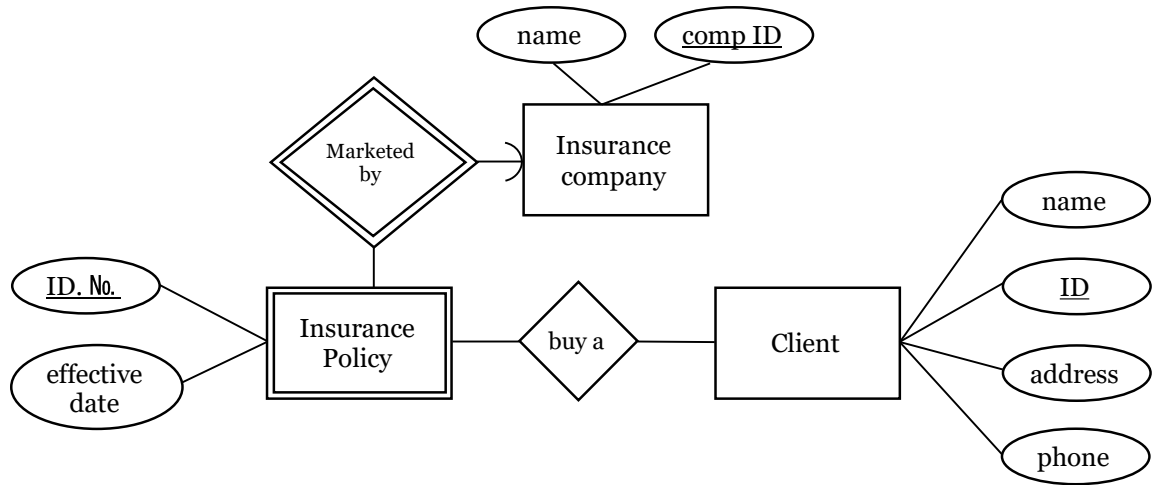 name
comp ID
Marketed
by
Insurance
company
name
ID. №.
ID
Insurance
Policy
buy a
Client
effective
date
address
phone